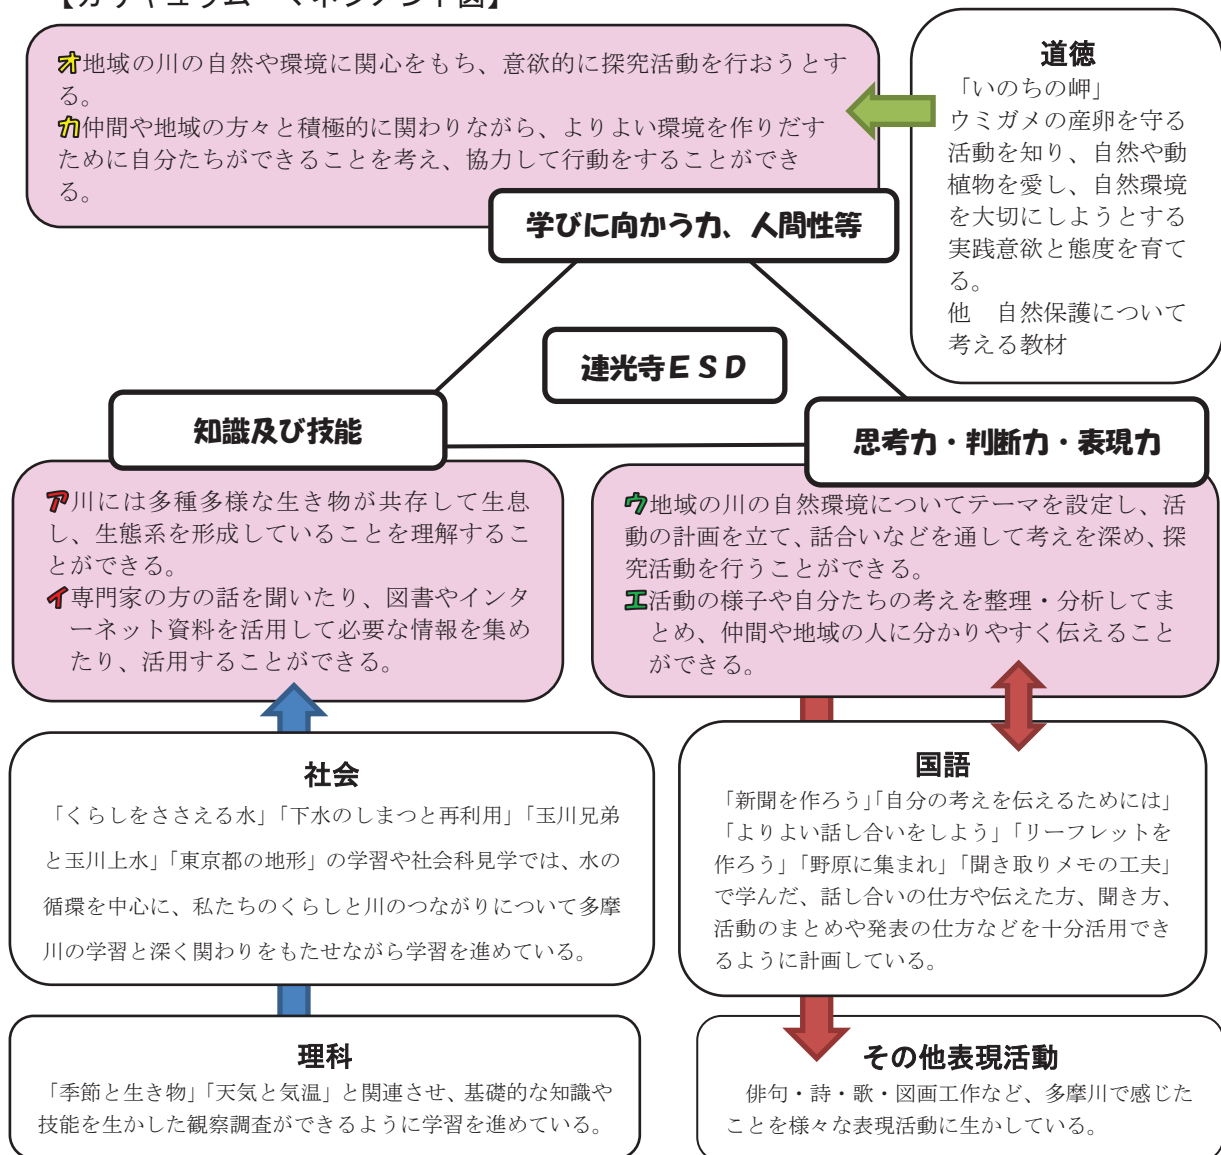 【カリキュラム・マネジメント図】
オ地域の川の自然や環境に関心をもち、意欲的に探究活動を行おうとす
る。
カ仲間や地域の方々と積極的に関わりながら、よりよい環境を作りだす
ために自分たちができることを考え、協力して行動をすることができ
る。
学びに向かう力、人間性等
道徳
「いのちの岬」
ウミガメの産卵を守る
活動を知り、自然や動
植物を愛し、自然環境
を大切にしようとする
実践意欲と態度を育て
る。
他　自然保護について
考える教材
連光寺ＥＳＤ
知識及び技能
ア川には多種多様な生き物が共存して生息
し、生態系を形成していることを理解するこ
とができる。
イ専門家の方の話を聞いたり、図書やインタ
ーネット資料を活用して必要な情報を集め
たり、活用することができる。
思考力・判断力・表現力
ウ地域の川の自然環境についてテーマを設定し、活
動の計画を立て、話合いなどを通して考えを深め、探
究活動を行うことができる。
エ活動の様子や自分たちの考えを整理・分析してま
とめ、仲間や地域の人に分かりやすく伝えること
ができる。
社会
「くらしをささえる水」「下水のしまつと再利用」「玉川兄弟
と玉川上水」「東京都の地形」の学習や社会科見学では、水の
循環を中心に、私たちのくらしと川のつながりについて多摩
川の学習と深く関わりをもたせながら学習を進めている。
国語
「新聞を作ろう」「自分の考えを伝えるためには」
「よりよい話し合いをしよう」「リーフレットを
作ろう」「野原に集まれ」「聞き取りメモの工夫」
で学んだ、話し合いの仕方や伝えた方、聞き方、
活動のまとめや発表の仕方などを十分活用でき
るように計画している。
理科
「季節と生き物」「天気と気温」と関連させ、基礎的な知識や
技能を生かした観察調査ができるように学習を進めている。
その他表現活動
俳句・詩・歌・図画工作など、多摩川で感じた
ことを様々な表現活動に生かしている。